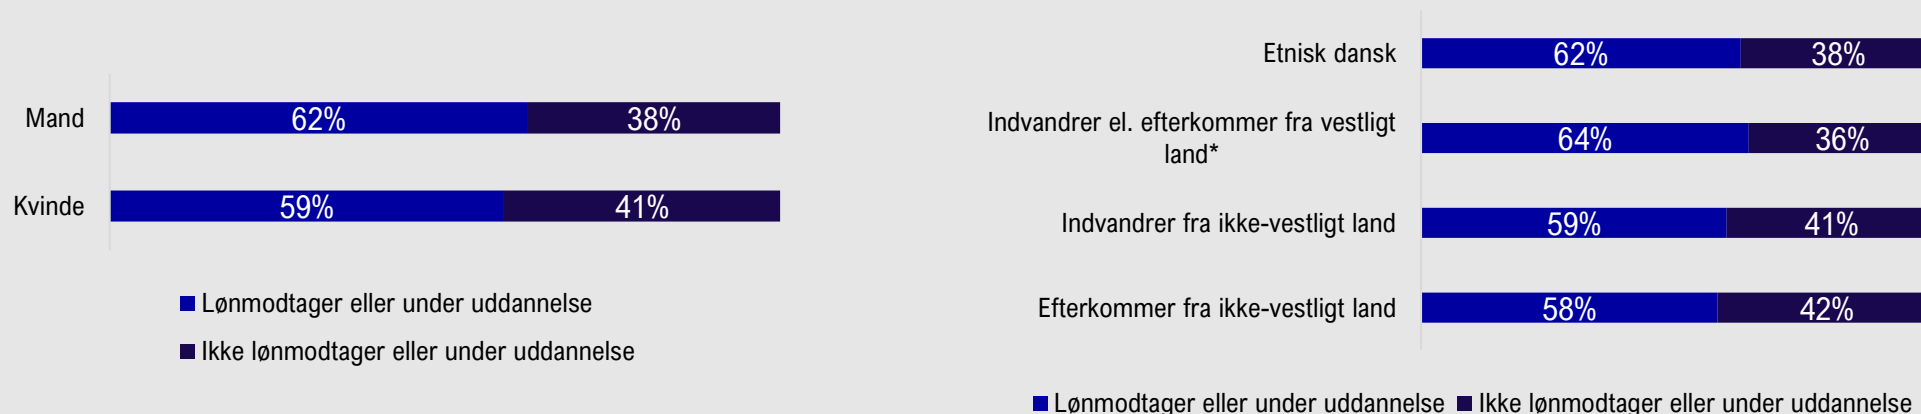 Mand 62% 38%
Kvinde 59% 41%
Lønmodtager eller under uddannelse
Ikke lønmodtager eller under uddannelse
Etnisk dansk 62% 38%
Indvandrer el. efterkommer fra vestligt
land* 64% 36%
Indvandrer fra ikke-vestligt land 59% 41%
Efterkommer fra ikke-vestligt land 58% 42%
Lønmodtager eller under uddannelse Ikke lønmodtager eller under uddannelse